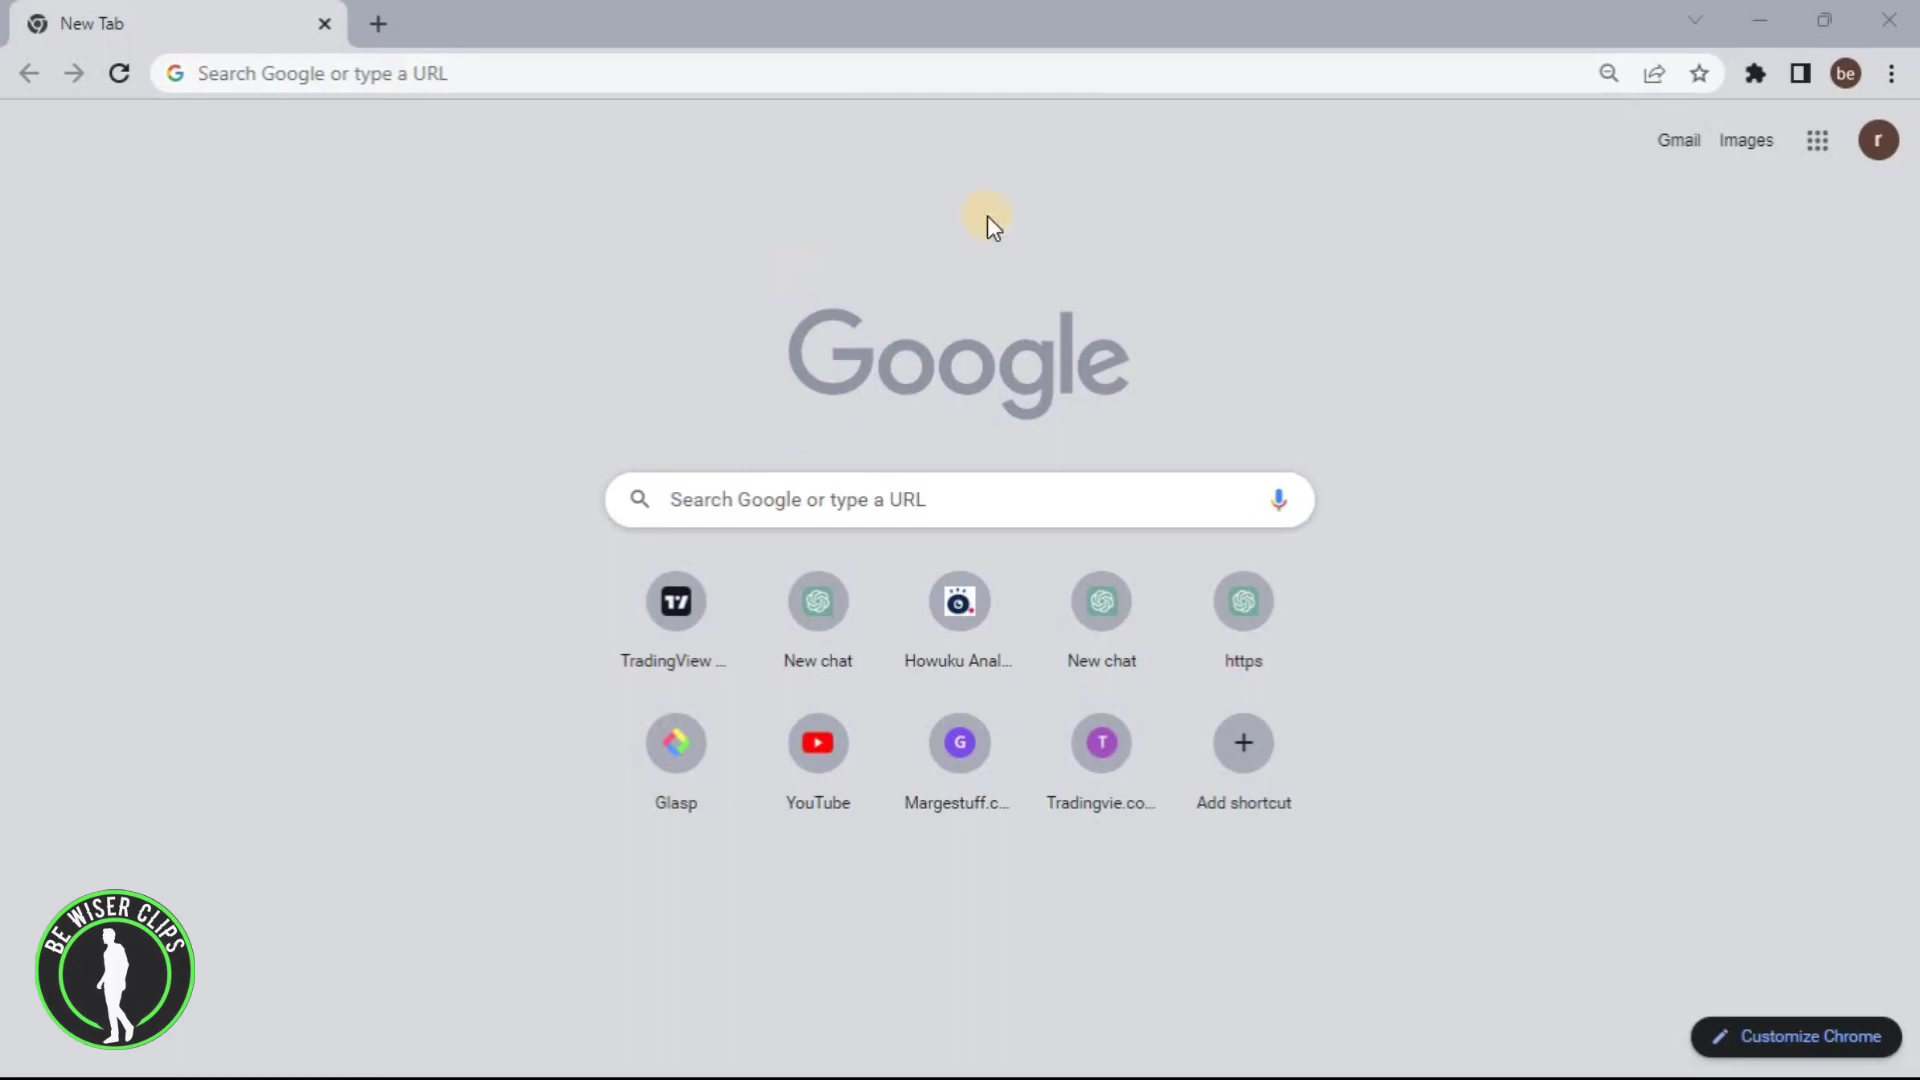 New Tab
Search Google or type a URL
be
Gmail
Images
r
Google
Search Google or type a URL
TradingView ...
New chat
Howuku Anal...
New chat
https
G
T
Glasp
YouTube
Margestuff.c...
Tradingvie.co...
Add shortcut
BE WISER CLIPS
Customize Chrome